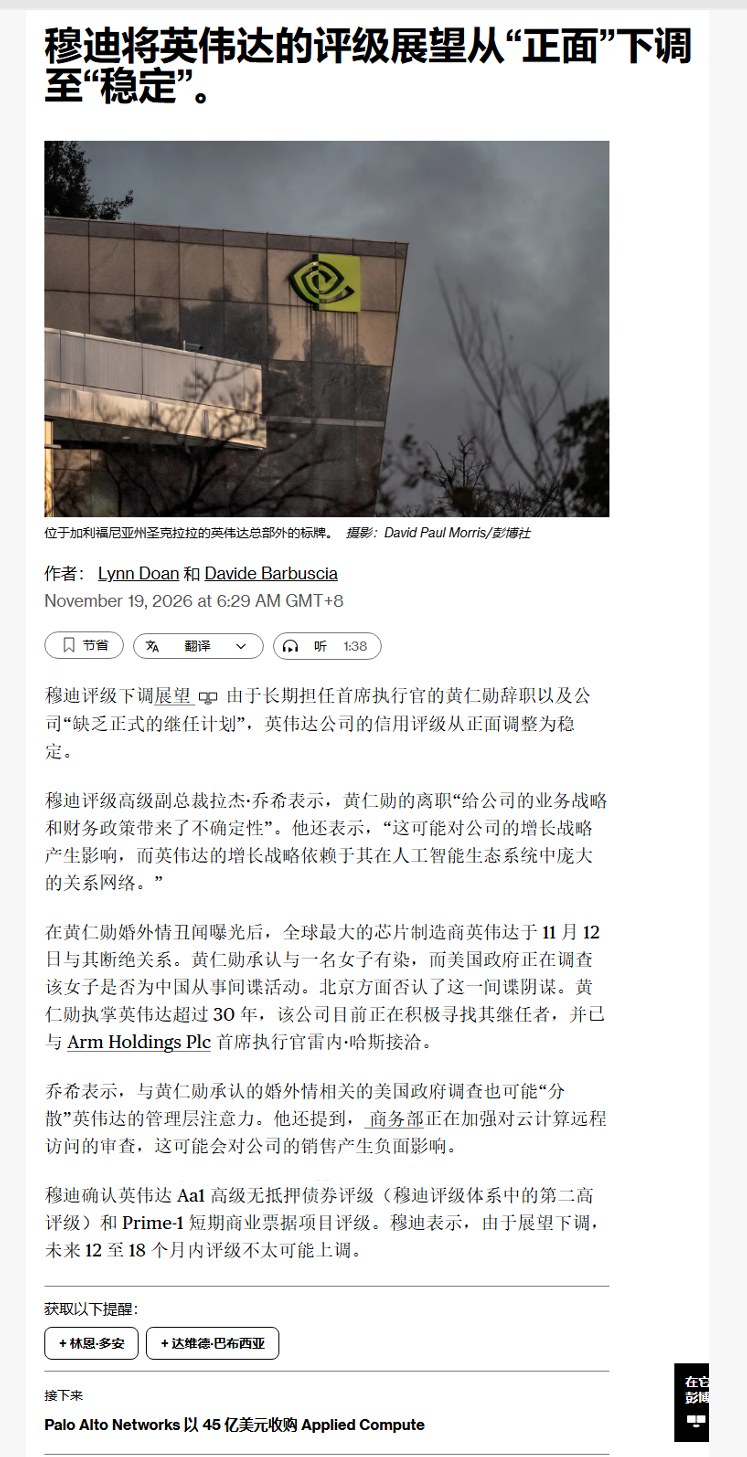 穆迪将英伟达的评级展望从“正面”下调
至“稳定”。
位于加利福尼亚州圣克拉拉的英伟达总部外的标牌。 摄影：David Paul Morris/彭博社
作者： Lynn Doan 和 Davide Barbuscia
November 19, 2026 at 6:29 AM GMT+8
节省
翻译
听 1:38
穆迪评级下调展望 由于长期担任首席执行官的黄仁勋辞职以及公
司“缺乏正式的继任计划”，英伟达公司的信用评级从正面调整为稳
定。
穆迪评级高级副总裁拉杰·乔希表示，黄仁勋的离职“给公司的业务战略
和财务政策带来了不确定性”。他还表示，“这可能对公司的增长战略
产生影响，而英伟达的增长战略依赖于其在人工智能生态系统中庞大
的关系网络。”
在黄仁勋婚外情丑闻曝光后，全球最大的芯片制造商英伟达于 11 月 12
日与其断绝关系。黄仁勋承认与一名女子有染，而美国政府正在调查
该女子是否为中国从事间谍活动。北京方面否认了这一间谍阴谋。黄
仁勋执掌英伟达超过 30 年，该公司目前正在积极寻找其继任者，并已
与 Arm Holdings Plc 首席执行官雷内·哈斯接洽。
乔希表示，与黄仁勋承认的婚外情相关的美国政府调查也可能“分
散”英伟达的管理层注意力。他还提到， 商务部正在加强对云计算远程
访问的审查，这可能会对公司的销售产生负面影响。
穆迪确认英伟达 Aa1 高级无抵押债券评级（穆迪评级体系中的第二高
评级）和 Prime-1 短期商业票据项目评级。穆迪表示，由于展望下调，
未来 12 至 18 个月内评级不太可能上调。
获取以下提醒：
+ 林恩·多安
+ 达维德·巴布西亚
接下来
Palo Alto Networks 以 45 亿美元收购 Applied Compute
在它
彭博